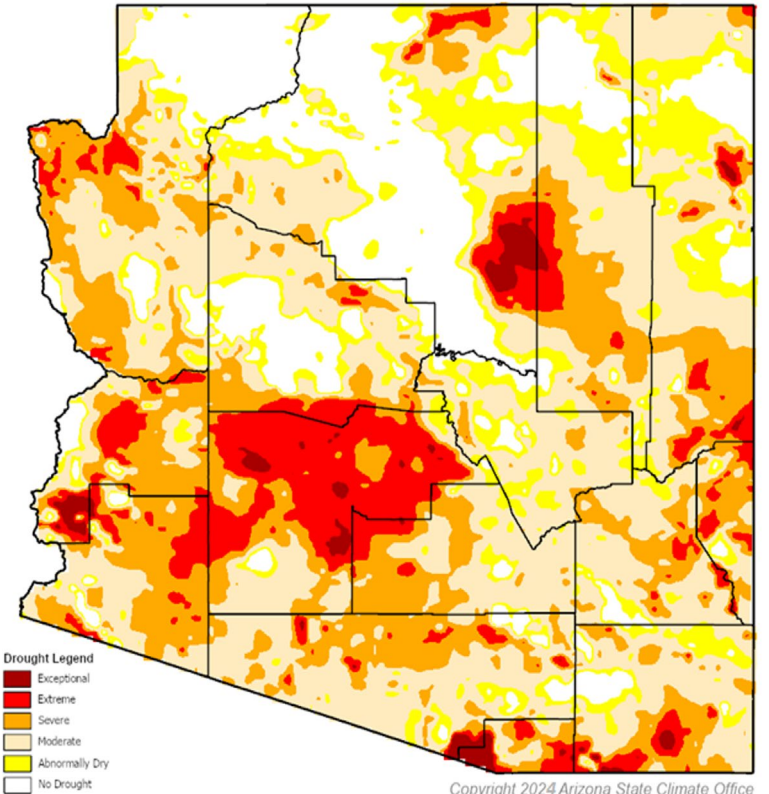 Drought Legend
Exceptional
Extreme
Severe
Moderate
Abnormally Dry
No Drought
Copyright 2024 Arizona State Climate Office